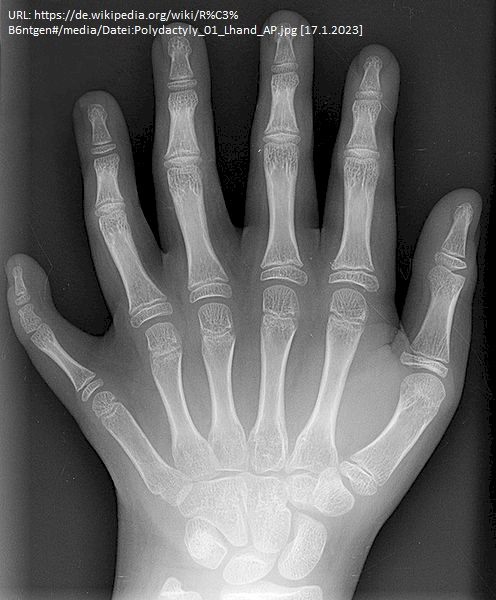 URL: https://de.wikipedia.org/wiki/R%C3%
B6ntgen#/media/Datei:Polydactyly_01_Lhand_AP.jpg [17.1.2023]